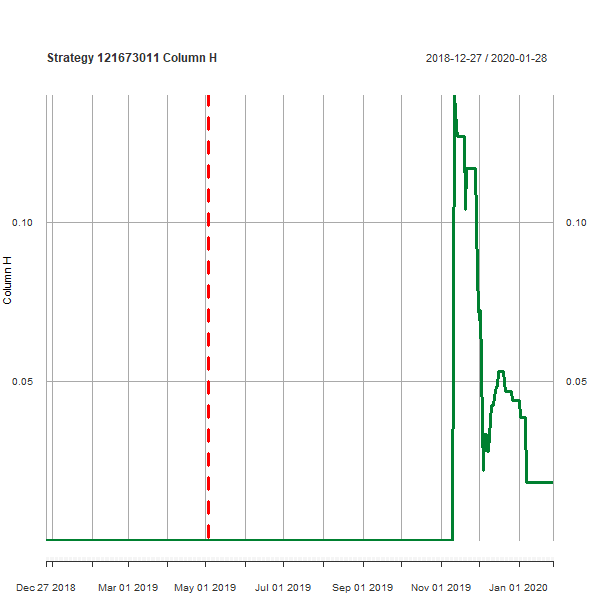 Strategy 121673011 Column H
2018-12-27 / 2020-01-28
0.10
0.10
Column H
0.05
0.05
Dec 27 2018
Mar 01 2019
May 01 2019
Jul 01 2019
Sep 01 2019
Nov 01 2019
Jan 01 2020